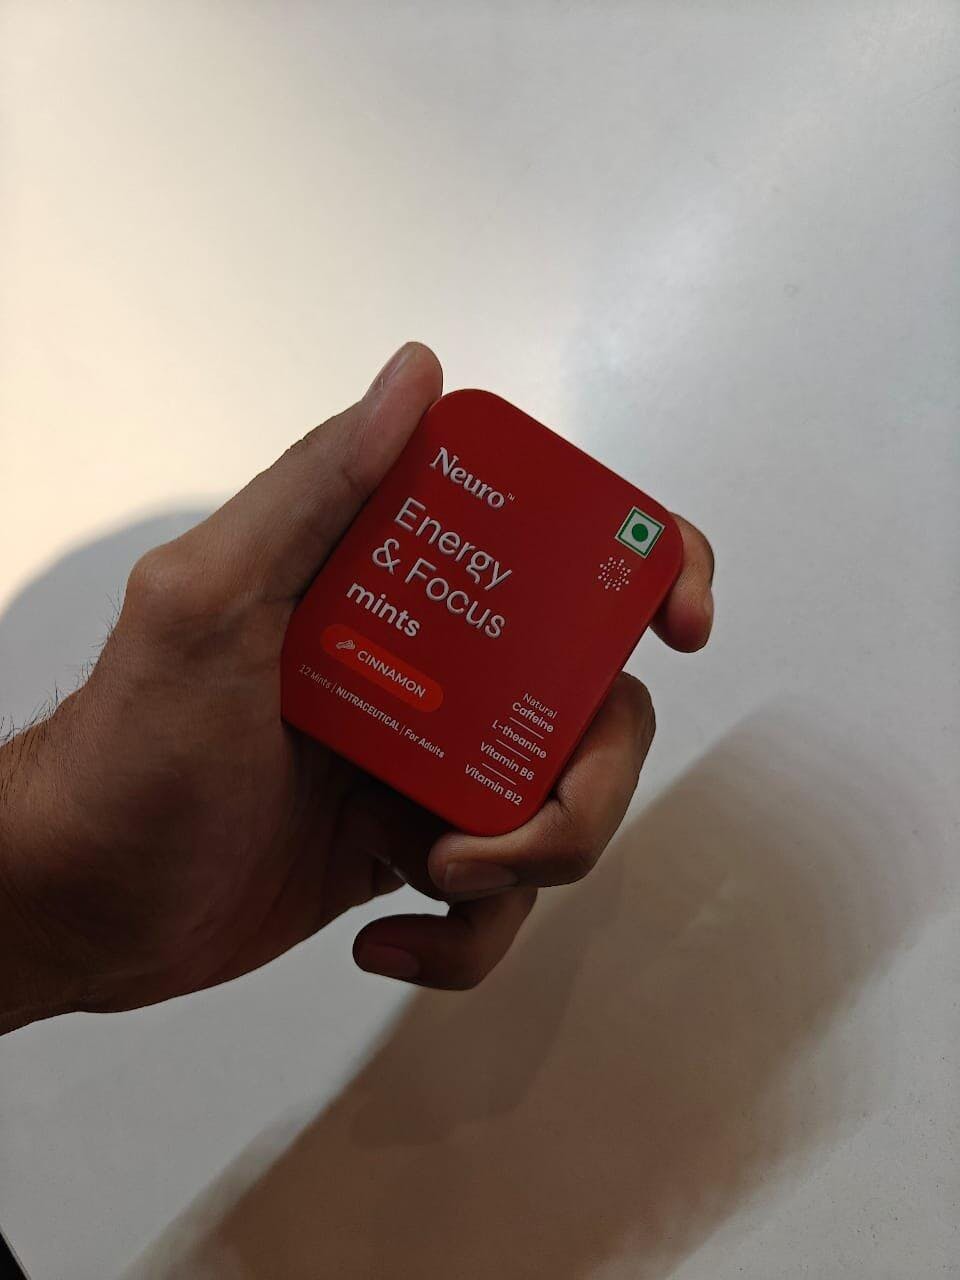 Neuro™
Energy
& Focus
mints
CINNAMON
12 Mints | NUTRACEUTICAL | For Adults
Natural
Caffeine
L-theanine
Vitamin B6
Vitamin B12